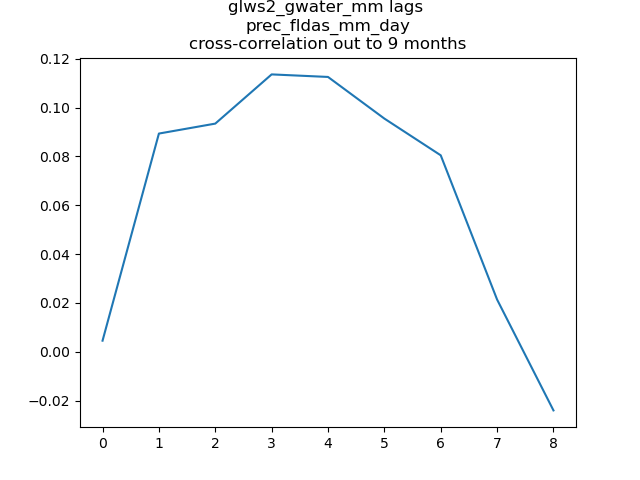 glws2_gwater_mm lags
prec_fldas_mm_day
cross-correlation out to 9 months
0.12
0.10
0.08
0.06
0.04
0.02
0.00
−0.02
0 1 2 3 4 5 6 7 8